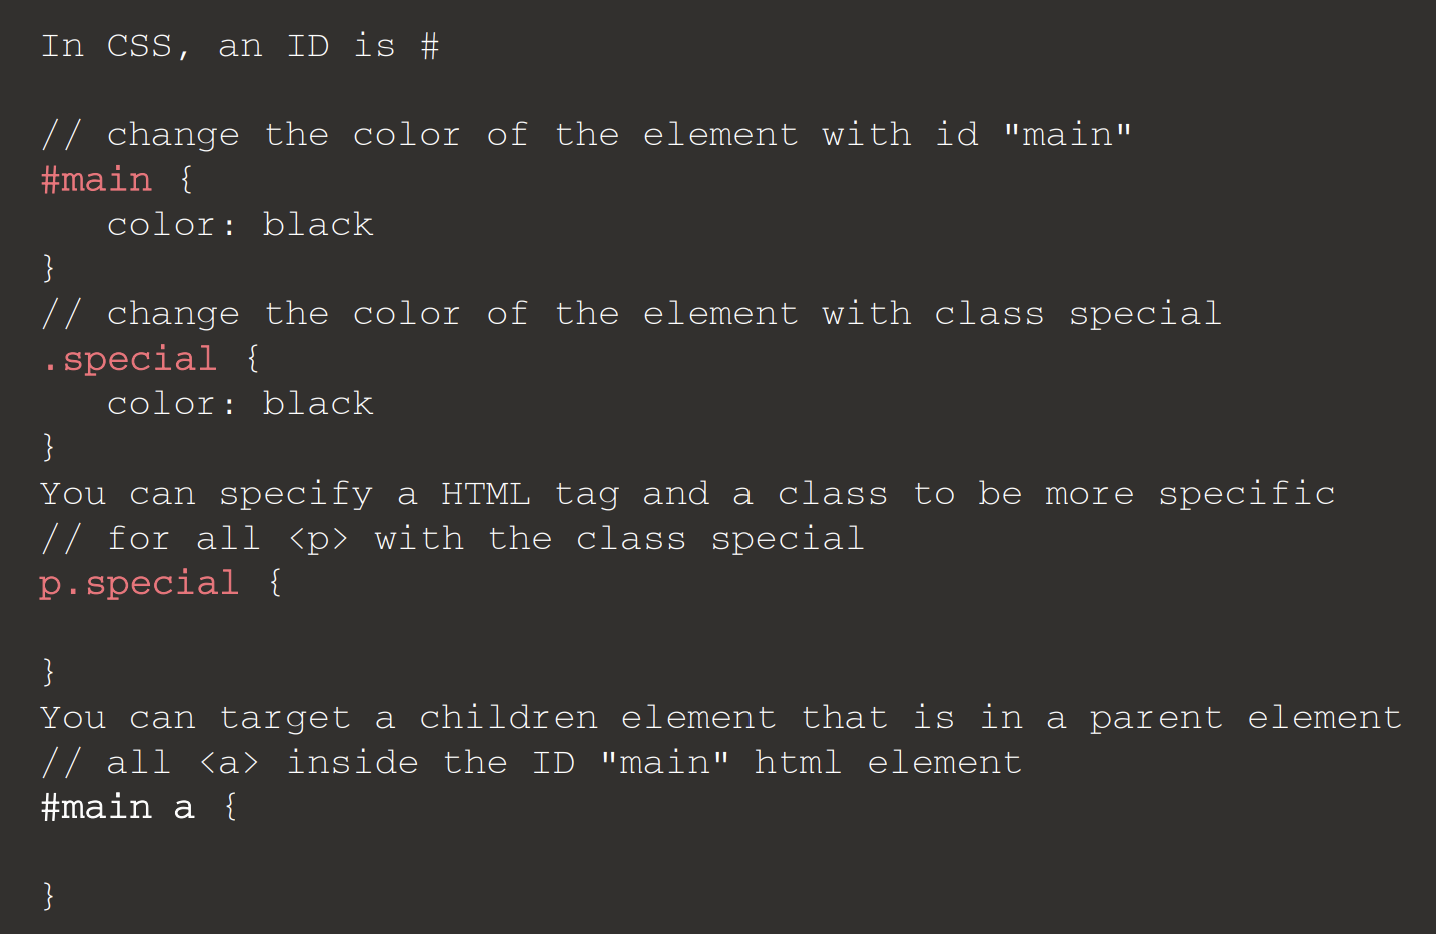 In CSS, an ID is #
// change the color of the element with id "main"
#main {
color: black
}
// change the color of the element with class special
.special {
color: black
}
You can specify a HTML tag and a class to be more specific
// for all <p> with the class special
p.special {
}
You can target a children element that is in a parent element
// all <a> inside the ID "main" html element
#main a {
}